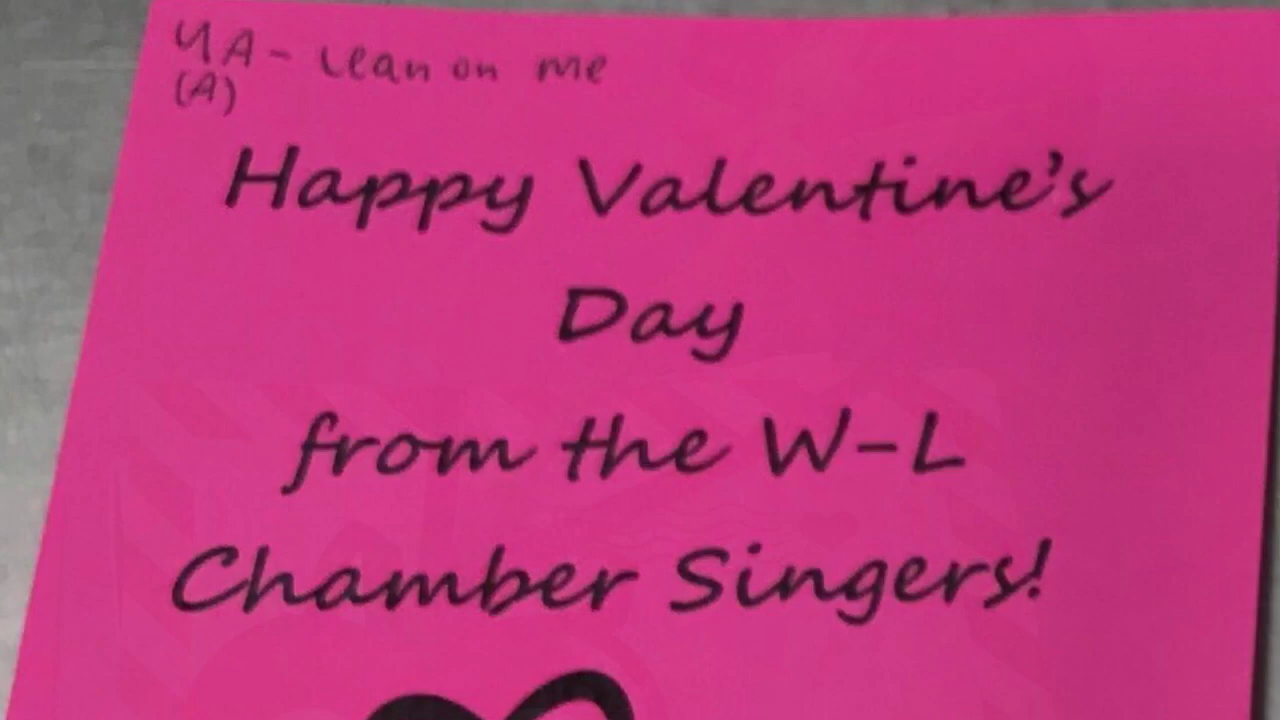 4A - Lean on me
(A)
Happy Valentine's
Day
from the W-L
Chamber Singers!